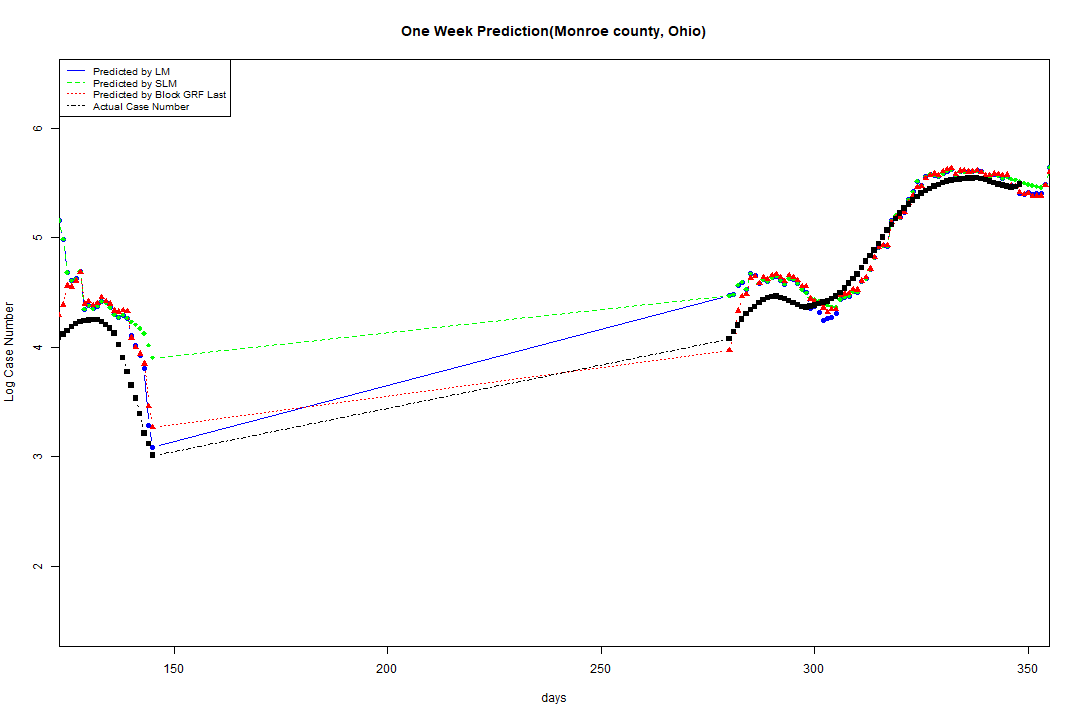 One Week Prediction(Monroe county, Ohio)
Predicted by LM
Predicted by SLM
Predicted by Block GRF Last
Actual Case Number
Log Case Number
6
5
4
3
2
150
200
250
300
350
days